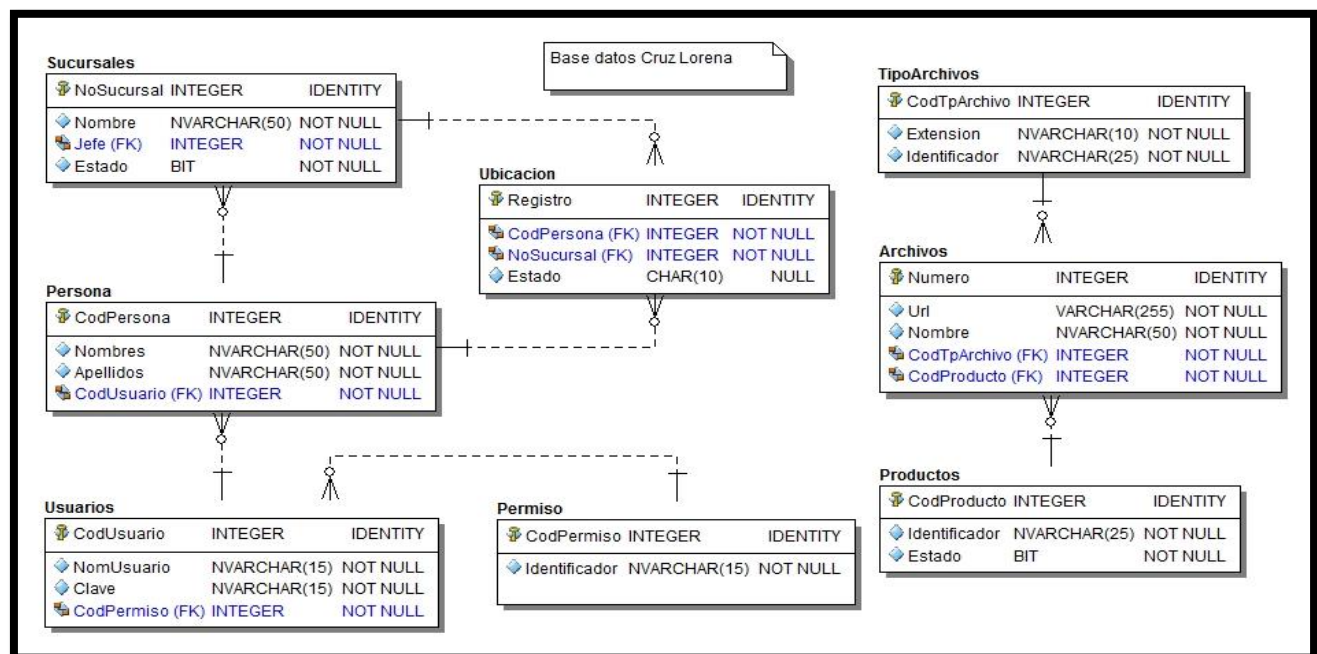 Base datos Cruz Lorena
Sucursales
NoSucursal INTEGER IDENTITY
Nombre NVARCHAR(50) NOT NULL
Jefe (FK) INTEGER NOT NULL
Estado BIT NOT NULL
Ubicacion
Registro INTEGER IDENTITY
CodPersona (FK) INTEGER NOT NULL
NoSucursal (FK) INTEGER NOT NULL
Estado CHAR(10) NULL
Persona
CodPersona INTEGER IDENTITY
Nombres NVARCHAR(50) NOT NULL
Apellidos NVARCHAR(50) NOT NULL
CodUsuario (FK) INTEGER NOT NULL
Usuarios
CodUsuario INTEGER IDENTITY
NomUsuario NVARCHAR(15) NOT NULL
Clave NVARCHAR(15) NOT NULL
CodPermiso (FK) INTEGER NOT NULL
Permiso
CodPermiso INTEGER IDENTITY
Identificador NVARCHAR(15) NOT NULL
TipoArchivos
CodTpArchivo INTEGER IDENTITY
Extension NVARCHAR(10) NOT NULL
Identificador NVARCHAR(25) NOT NULL
Archivos
Numero INTEGER IDENTITY
Url VARCHAR(255) NOT NULL
Nombre NVARCHAR(50) NOT NULL
CodTpArchivo (FK) INTEGER NOT NULL
CodProducto (FK) INTEGER NOT NULL
Productos
CodProducto INTEGER IDENTITY
Identificador NVARCHAR(25) NOT NULL
Estado BIT NOT NULL